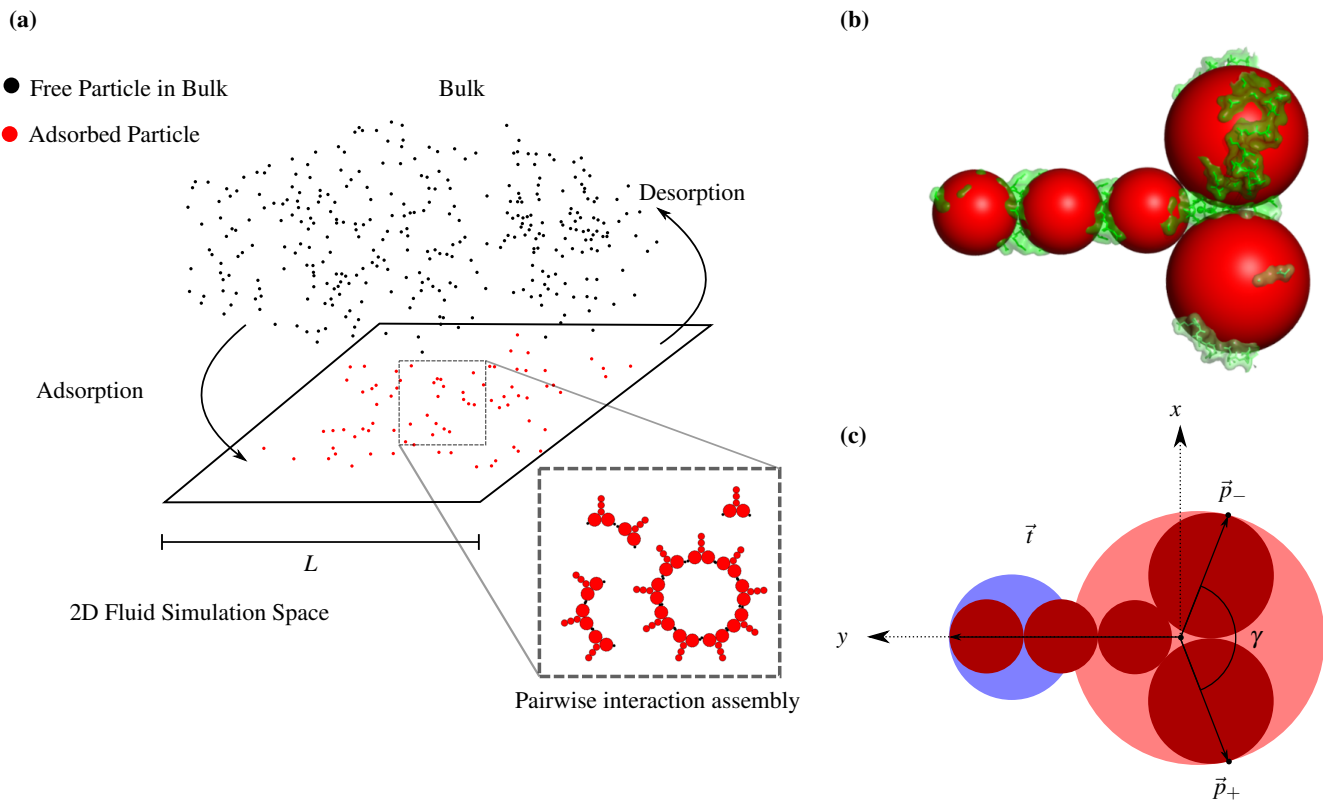 (a)
Free Particle in Bulk
Bulk
Adsorbed Particle
Desorption
Adsorption
L
2D Fluid Simulation Space
Pairwise interaction assembly
(b)
(c)
x
p⃗₋
t⃗
y
γ
p⃗₊